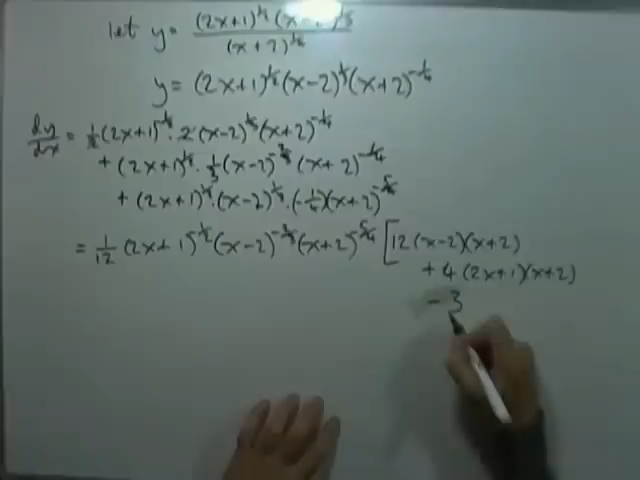 let y = (2x+1)^½ (x-2)^⅓ / (x+2)^¼
y = (2x+1)^½ (x-2)^⅓ (x+2)^-¼
dy/dx = ½(2x+1)^-½ · 2(x-2)^⅓ (x+2)^-¼
+ (2x+1)^½ · ⅓(x-2)^-⅔ (x+2)^-¼
+ (2x+1)^½ · (x-2)^⅓ · (-¼)(x+2)^-5/4
= 1/12 (2x+1)^-½ (x-2)^-⅔ (x+2)^-5/4 [12(x-2)(x+2)
+ 4(2x+1)(x+2)
- 3